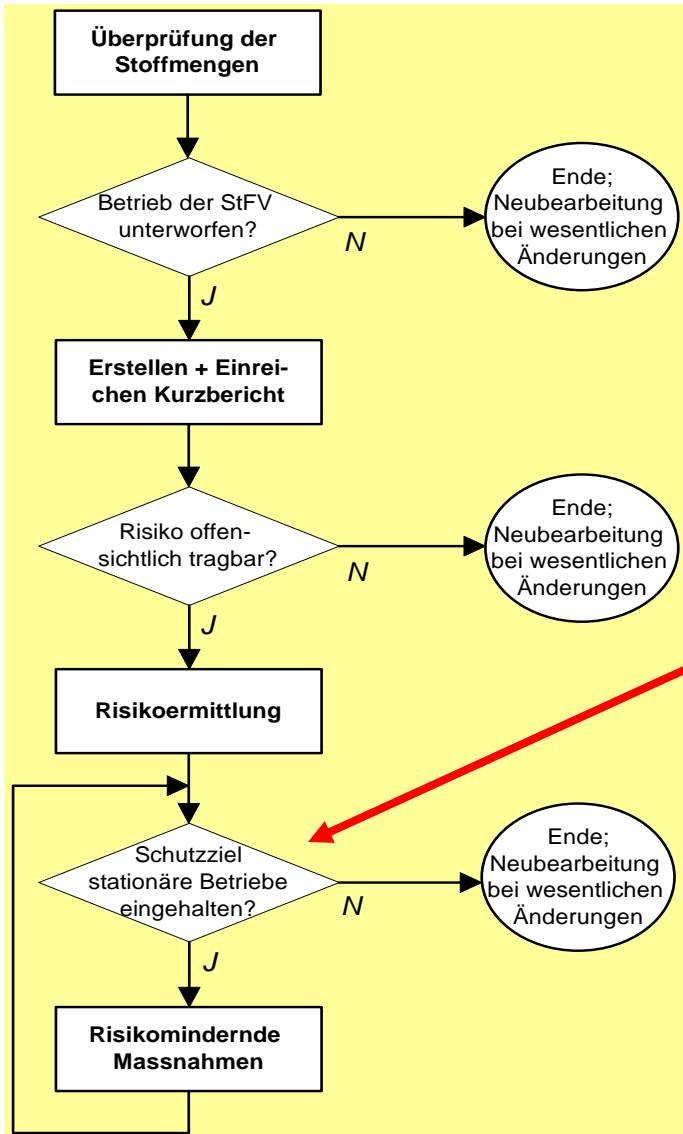 Überprüfung der
Stoffmengen
Betrieb der StFV
unterworfen?
N
Ende;
Neubearbeitung
bei wesentlichen
Änderungen
J
Erstellen + Einrei-
chen Kurzbericht
Risiko offen-
sichtlich tragbar?
N
Ende;
Neubearbeitung
bei wesentlichen
Änderungen
J
Risikoermittlung
Schutzziel
stationäre Betriebe
eingehalten?
N
Ende;
Neubearbeitung
bei wesentlichen
Änderungen
J
Risikomindernde
Massnahmen